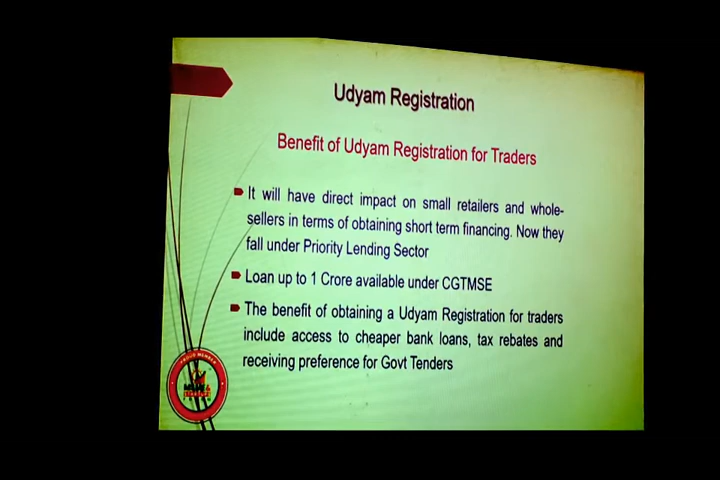 Udyam Registration
Benefit of Udyam Registration for Traders
It will have direct impact on small retailers and whole-
sellers in terms of obtaining short term financing. Now they
fall under Priority Lending Sector
Loan up to 1 Crore available under CGTMSE
The benefit of obtaining a Udyam Registration for traders
include access to cheaper bank loans, tax rebates and
receiving preference for Govt Tenders
PROUD MEMBER